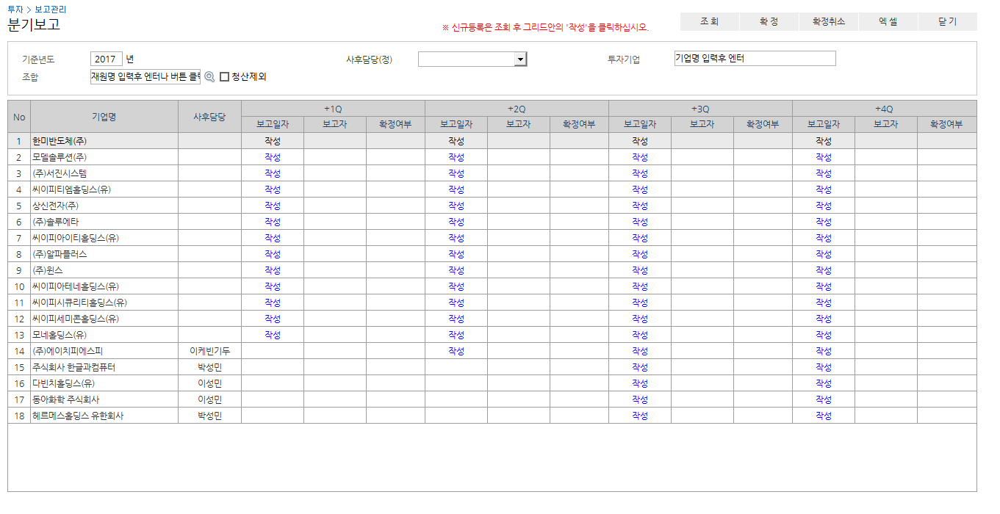 투자 > 보고관리
분기보고
※ 신규등록은 조회 후 그리드안의 '작성'을 클릭하십시오.
조 회 확 정 확정취소 엑 셀 닫 기
기준년도 2017 년 사후담당(정) 투자기업 기업명 입력후 엔터
조합 재원명 입력후 엔터나 버튼 클릭 청산제외
No 기업명 사후담당 +1Q +2Q +3Q +4Q
보고일자 보고자 확정여부 보고일자 보고자 확정여부 보고일자 보고자 확정여부 보고일자 보고자 확정여부
1 한미반도체(주) 작성 작성 작성 작성
2 모델솔루션(주) 작성 작성 작성 작성
3 (주)서진시스템 작성 작성 작성 작성
4 씨이피티엠홀딩스(유) 작성 작성 작성 작성
5 상신전자(주) 작성 작성 작성 작성
6 (주)솔루에타 작성 작성 작성 작성
7 씨이피아이티홀딩스(유) 작성 작성 작성 작성
8 (주)알파플러스 작성 작성 작성 작성
9 (주)윈스 작성 작성 작성 작성
10 씨이피아테네홀딩스(유) 작성 작성 작성 작성
11 씨이피시큐리티홀딩스(유) 작성 작성 작성 작성
12 씨이피세미콘홀딩스(유) 작성 작성 작성 작성
13 모네홀딩스(유) 작성 작성 작성 작성
14 (주)에이치피에스피 이케빈기두 작성 작성 작성
15 주식회사 한글과컴퓨터 박성민 작성 작성
16 다빈치홀딩스(유) 이성민 작성 작성
17 동아화학 주식회사 이성민 작성 작성
18 헤르메스홀딩스 유한회사 박성민 작성 작성